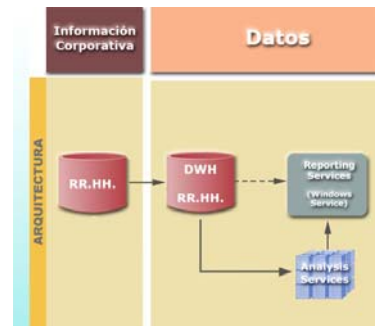 Información
Corporativa
Datos
ARQUITECTURA
RR.HH.
DWH
RR.HH.
Reporting
Services
(Windows
Service)
Analysis
Services